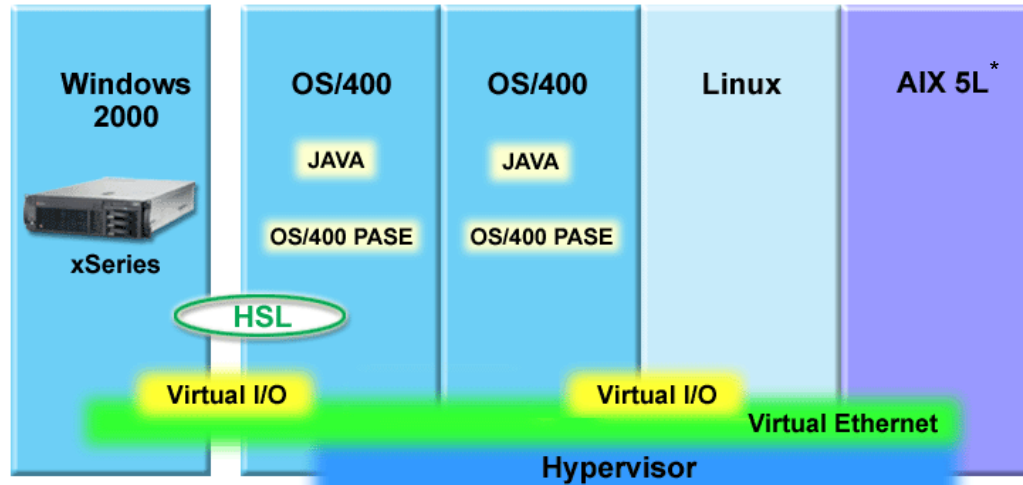 Windows
2000
xSeries
OS/400
JAVA
OS/400 PASE
OS/400
JAVA
OS/400 PASE
Linux
AIX 5L*
HSL
Virtual I/O
Virtual I/O
Virtual Ethernet
Hypervisor